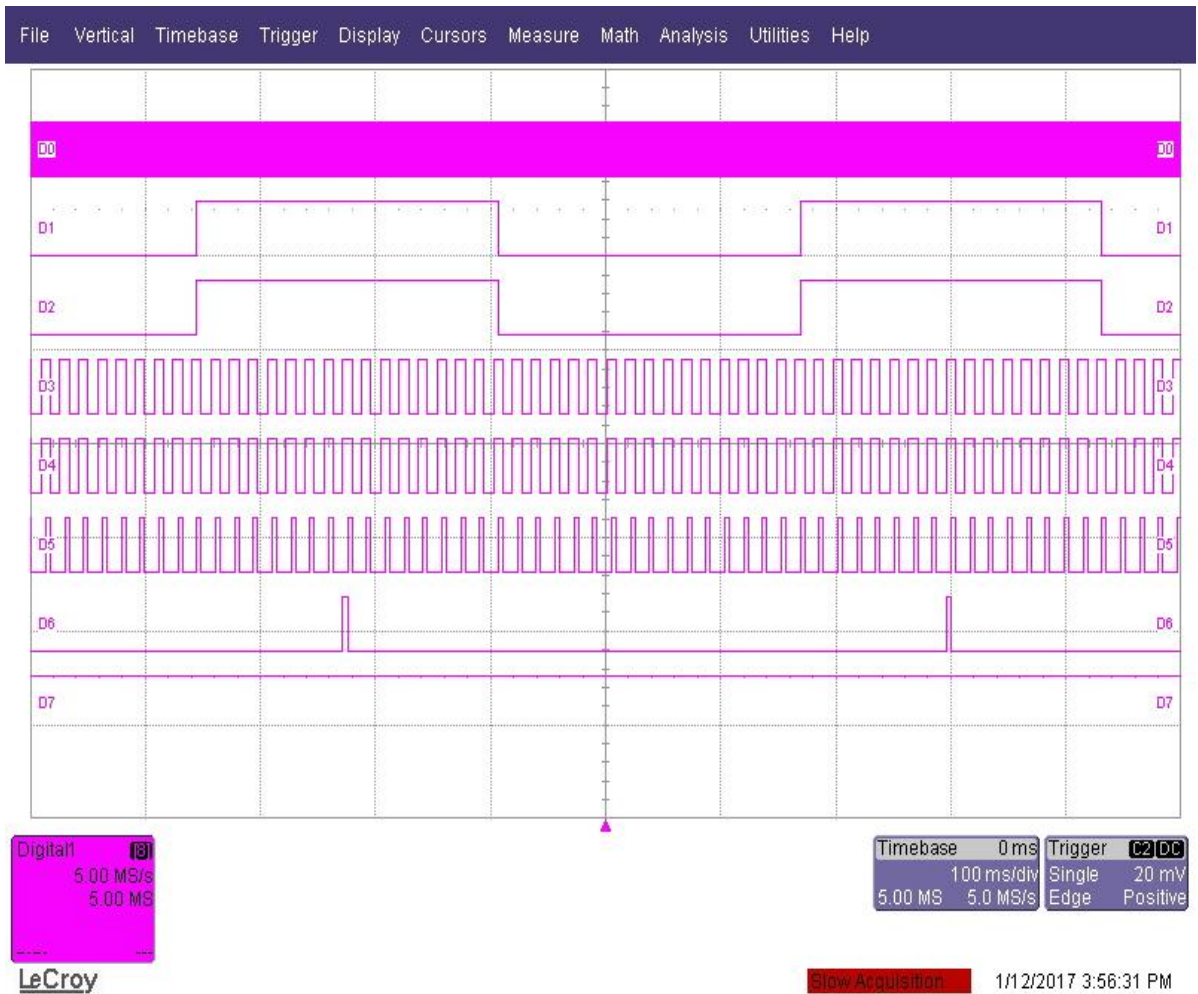 File Vertical Timebase Trigger Display Cursors Measure Math Analysis Utilities Help
D0 D0
D1 D1
D2 D2
D3 D3
D4 D4
D5 D5
D6 D6
D7 D7
Digital1 [8]
5.00 MS/s
5.00 MS
Timebase 0 ms
100 ms/div
5.00 MS 5.0 MS/s
Trigger C2 DC
Single 20 mV
Edge Positive
LeCroy
Slow Acquisition
1/12/2017 3:56:31 PM